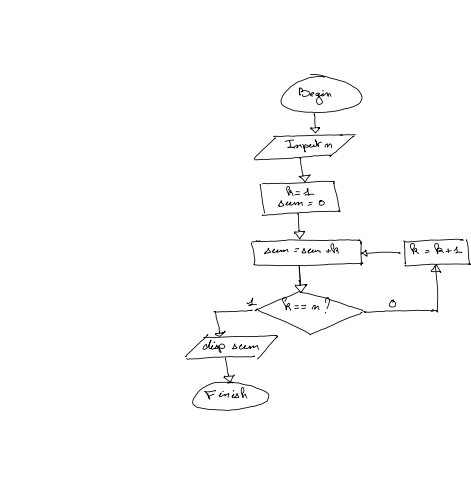 Begin
Input n
k = 1
sum = 0
sum = sum + k
k = k + 1
k == n ?
1
0
disp sum
Finish